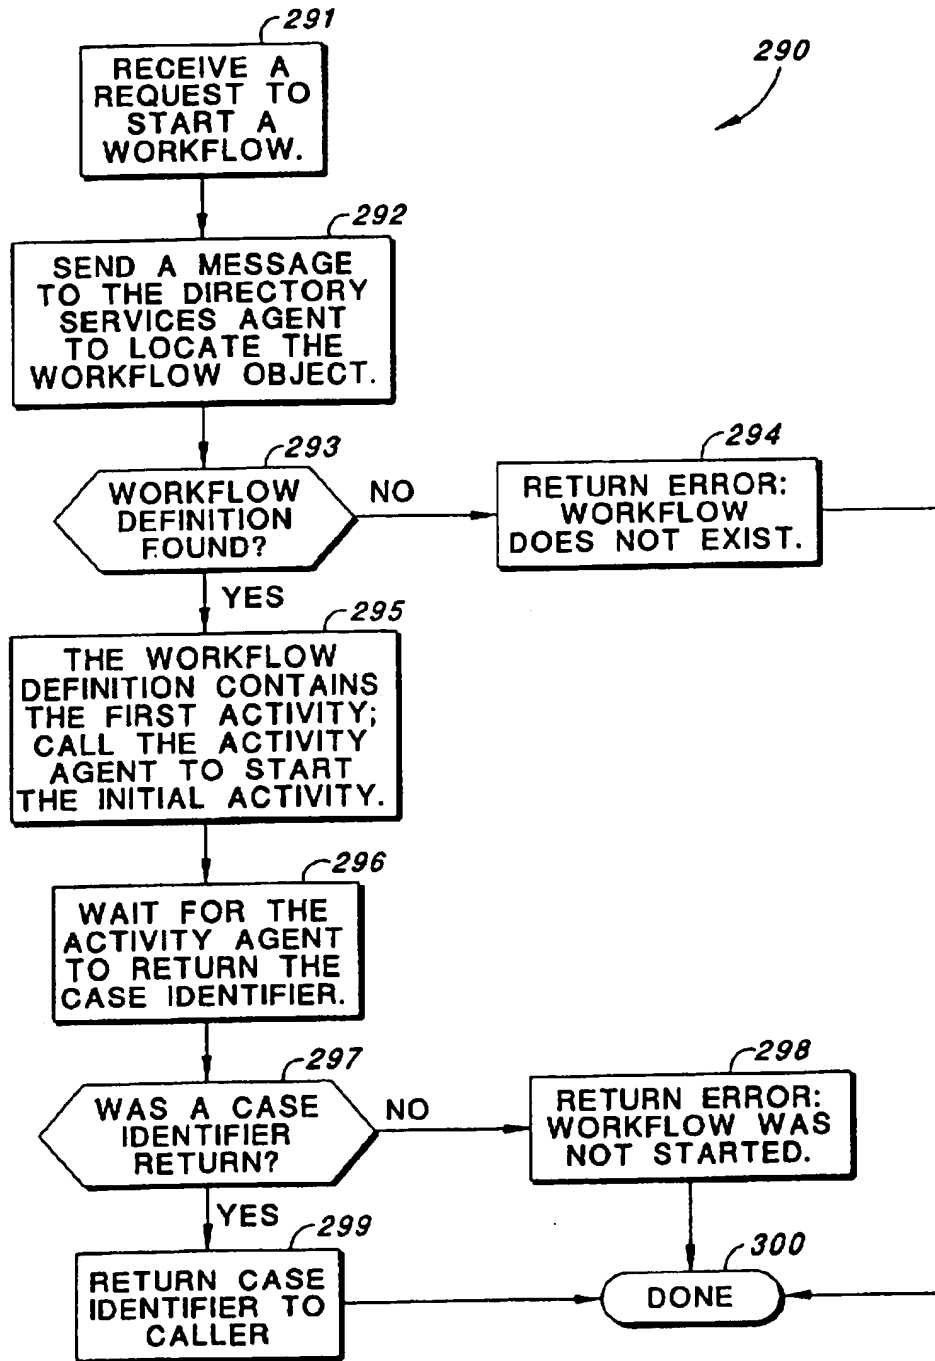 291
290
RECEIVE A
REQUEST TO
START A
WORKFLOW.
292
SEND A MESSAGE
TO THE DIRECTORY
SERVICES AGENT
TO LOCATE THE
WORKFLOW OBJECT.
293
WORKFLOW
DEFINITION
FOUND?
NO
294
RETURN ERROR:
WORKFLOW
DOES NOT EXIST.
YES
295
THE WORKFLOW
DEFINITION CONTAINS
THE FIRST ACTIVITY;
CALL THE ACTIVITY
AGENT TO START
THE INITIAL ACTIVITY.
296
WAIT FOR THE
ACTIVITY AGENT
TO RETURN THE
CASE IDENTIFIER.
297
WAS A CASE
IDENTIFIER
RETURN?
NO
298
RETURN ERROR:
WORKFLOW WAS
NOT STARTED.
YES
299
RETURN CASE
IDENTIFIER TO
CALLER
300
DONE